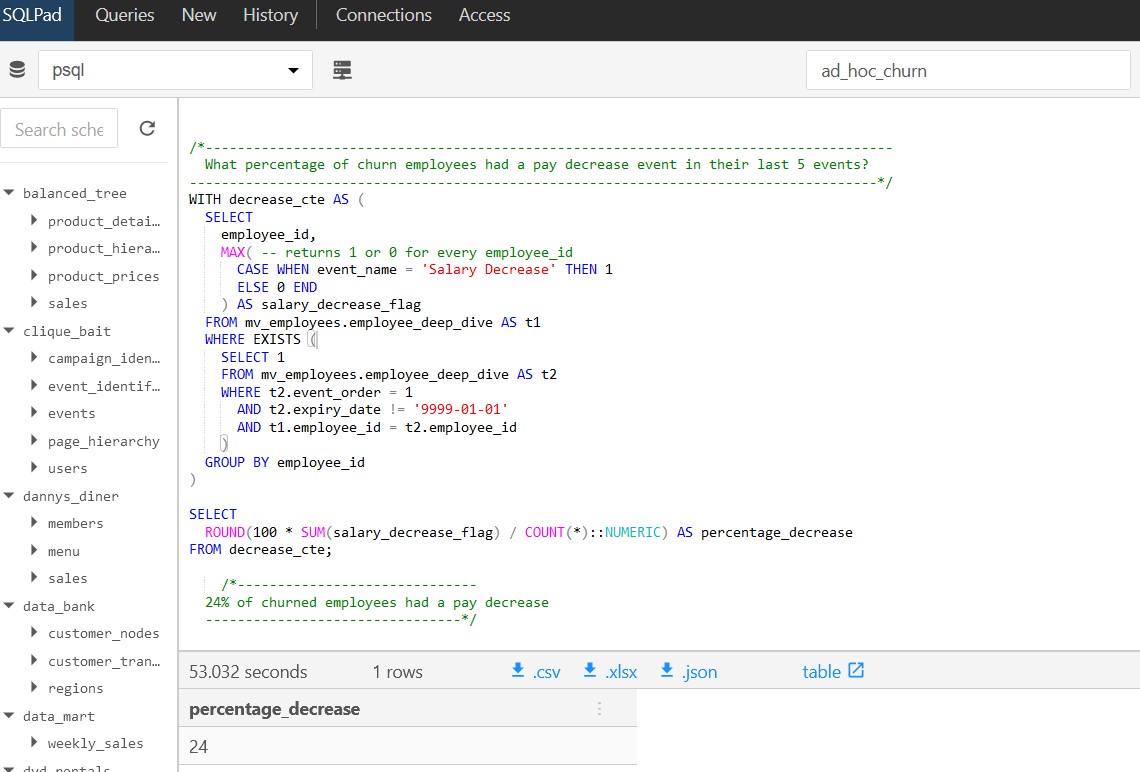 SQLPad Queries New History Connections Access
psql
ad_hoc_churn
Search sche
balanced_tree
product_detai...
product_hiera...
product_prices
sales
clique_bait
campaign_iden...
event_identif...
events
page_hierarchy
users
dannys_diner
members
menu
sales
data_bank
customer_nodes
customer_tran...
regions
data_mart
weekly_sales
dvd_rentals
/*--------------------------------------------------------------------------------------
What percentage of churn employees had a pay decrease event in their last 5 events?
--------------------------------------------------------------------------------------*/
WITH decrease_cte AS (
SELECT
employee_id,
MAX( -- returns 1 or 0 for every employee_id
CASE WHEN event_name = 'Salary Decrease' THEN 1
ELSE 0 END
) AS salary_decrease_flag
FROM mv_employees.employee_deep_dive AS t1
WHERE EXISTS (
SELECT 1
FROM mv_employees.employee_deep_dive AS t2
WHERE t2.event_order = 1
AND t2.expiry_date != '9999-01-01'
AND t1.employee_id = t2.employee_id
)
GROUP BY employee_id
)
SELECT
ROUND(100 * SUM(salary_decrease_flag) / COUNT(*)::NUMERIC) AS percentage_decrease
FROM decrease_cte;
/*------------------------------
24% of churned employees had a pay decrease
--------------------------------*/
53.032 seconds 1 rows .csv .xlsx .json table
percentage_decrease
24